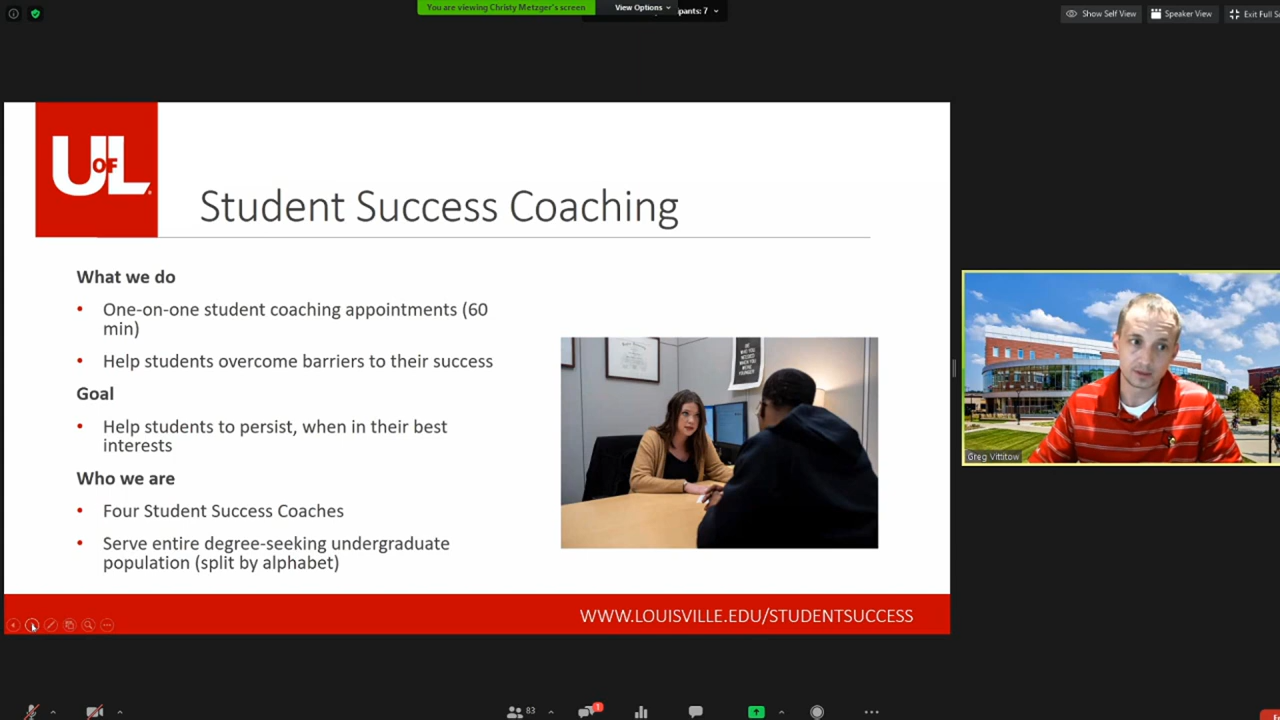 You are viewing Christy Metzger's screen
View Options
pants: 7
Show Self View
Speaker View
Exit Full S
U OF L
Student Success Coaching
What we do
• One-on-one student coaching appointments (60
min)
• Help students overcome barriers to their success
Goal
• Help students to persist, when in their best
interests
Who we are
• Four Student Success Coaches
• Serve entire degree-seeking undergraduate
population (split by alphabet)
WWW.LOUISVILLE.EDU/STUDENTSUCCESS
Greg Vittitow
83
1